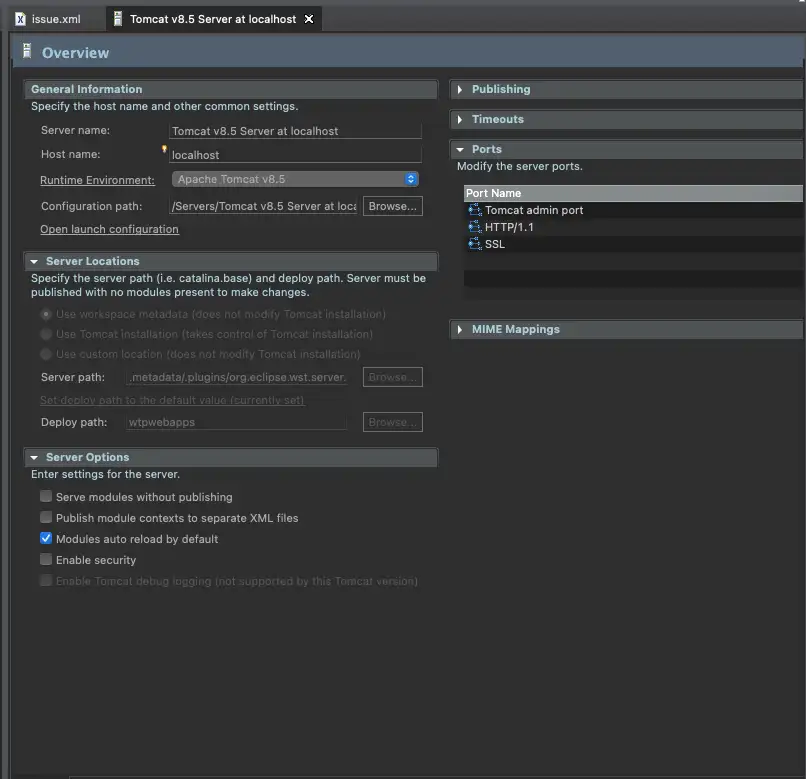 issue.xml
Tomcat v8.5 Server at localhost
Overview
General Information
Specify the host name and other common settings.
Server name:
Tomcat v8.5 Server at localhost
Host name:
localhost
Runtime Environment:
Apache Tomcat v8.5
Configuration path:
/Servers/Tomcat v8.5 Server at loca
Browse...
Open launch configuration
Server Locations
Specify the server path (i.e. catalina.base) and deploy path. Server must be
published with no modules present to make changes.
Use workspace metadata (does not modify Tomcat installation)
Use Tomcat installation (takes control of Tomcat installation)
Use custom location (does not modify Tomcat installation)
Server path:
.metadata/.plugins/org.eclipse.wst.server.
Browse...
Set deploy path to the default value (currently set)
Deploy path:
wtpwebapps
Browse...
Server Options
Enter settings for the server.
Serve modules without publishing
Publish module contexts to separate XML files
Modules auto reload by default
Enable security
Enable Tomcat debug logging (not supported by this Tomcat version)
Publishing
Timeouts
Ports
Modify the server ports.
Port Name
Tomcat admin port
HTTP/1.1
SSL
MIME Mappings